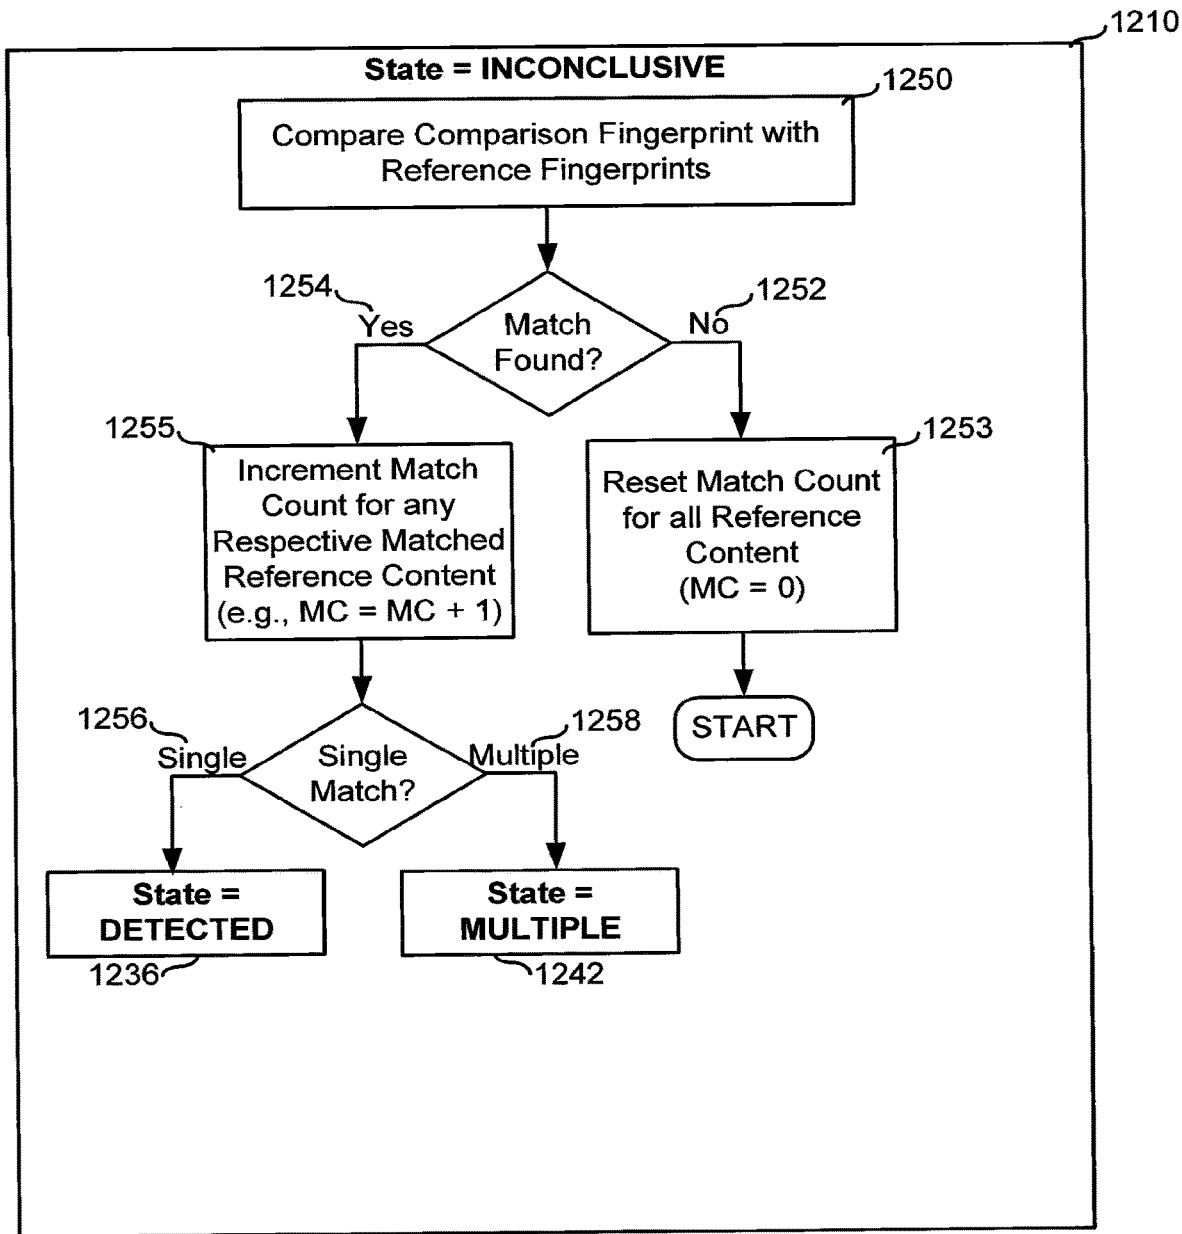 1210
State = INCONCLUSIVE
1250
Compare Comparison Fingerprint with
Reference Fingerprints
1254
Yes
Match
Found?
1252
No
1255
Increment Match
Count for any
Respective Matched
Reference Content
(e.g., MC = MC + 1)
1253
Reset Match Count
for all Reference
Content
(MC = 0)
START
1256
Single
Single
Match?
1258
Multiple
State =
DETECTED
1236
State =
MULTIPLE
1242